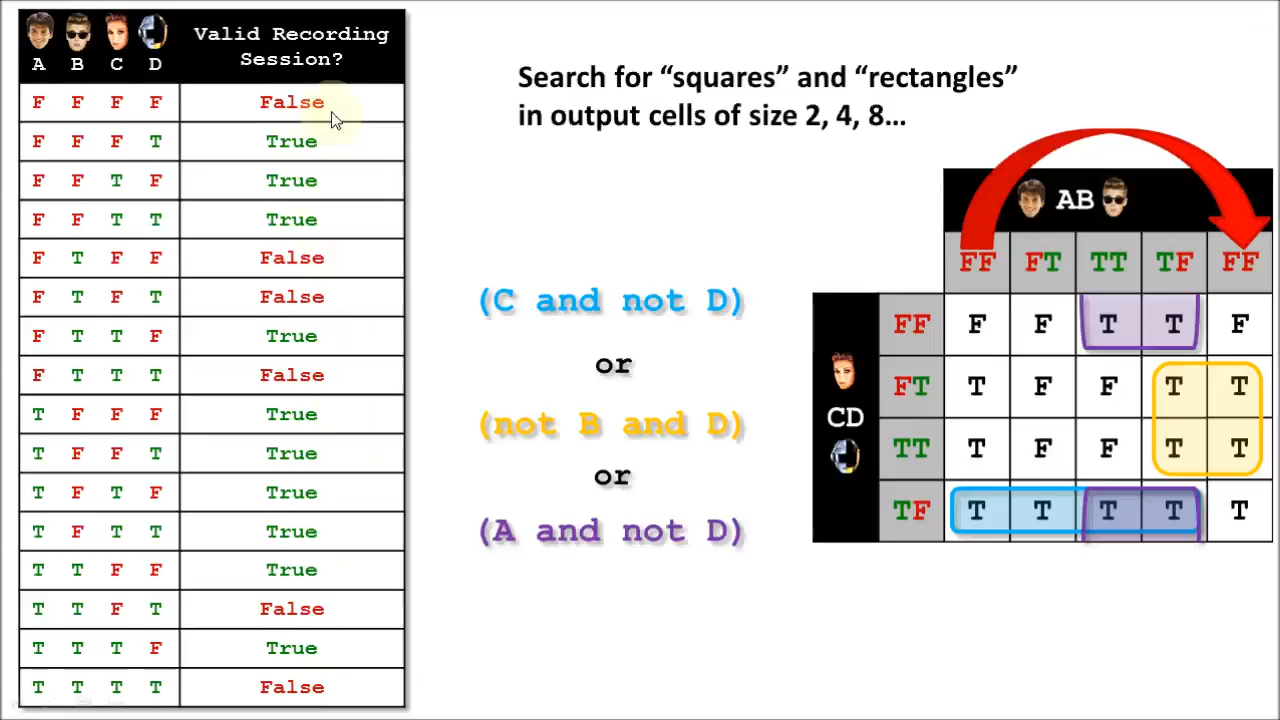 Valid Recording
Session?
A B C D
F F F F False
F F F T True
F F T F True
F F T T True
F T F F False
F T F T False
F T T F True
F T T T False
T F F F True
T F F T True
T F T F True
T F T T True
T T F F True
T T F T False
T T T F True
T T T T False
Search for “squares” and “rectangles”
in output cells of size 2, 4, 8...
(C and not D)
or
(not B and D)
or
(A and not D)
AB
FF FT TT TF FF
CD
FF F F T T F
FT T F F T T
TT T F F T T
TF T T T T T